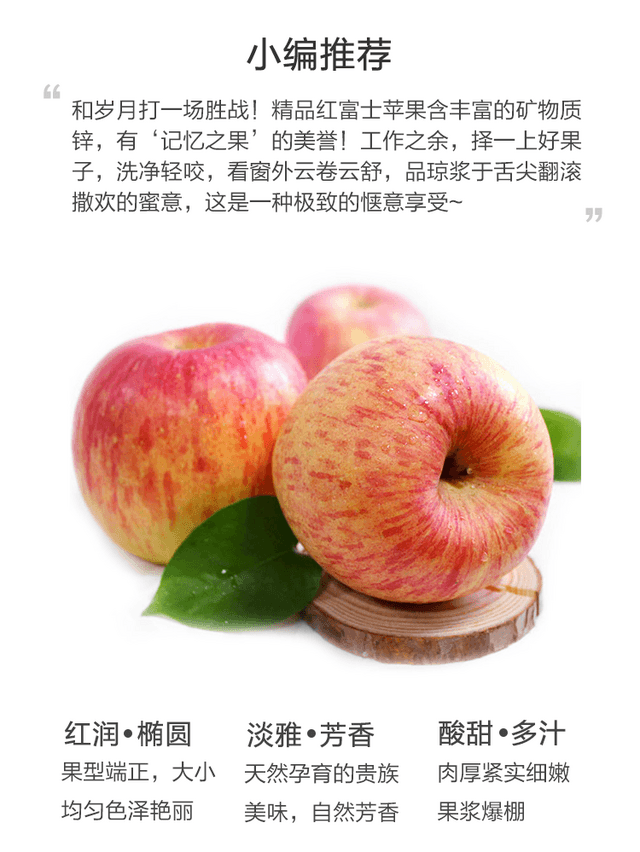 小编推荐
“
和岁月打一场胜战！精品红富士苹果含丰富的矿物质
锌，有‘记忆之果’的美誉！工作之余，择一上好果
子，洗净轻咬，看窗外云卷云舒，品琼浆于舌尖翻滚
撒欢的蜜意，这是一种极致的惬意享受~
”
红润•椭圆
果型端正，大小
均匀色泽艳丽
淡雅•芳香
天然孕育的贵族
美味，自然芳香
酸甜•多汁
肉厚紧实细嫩
果浆爆棚